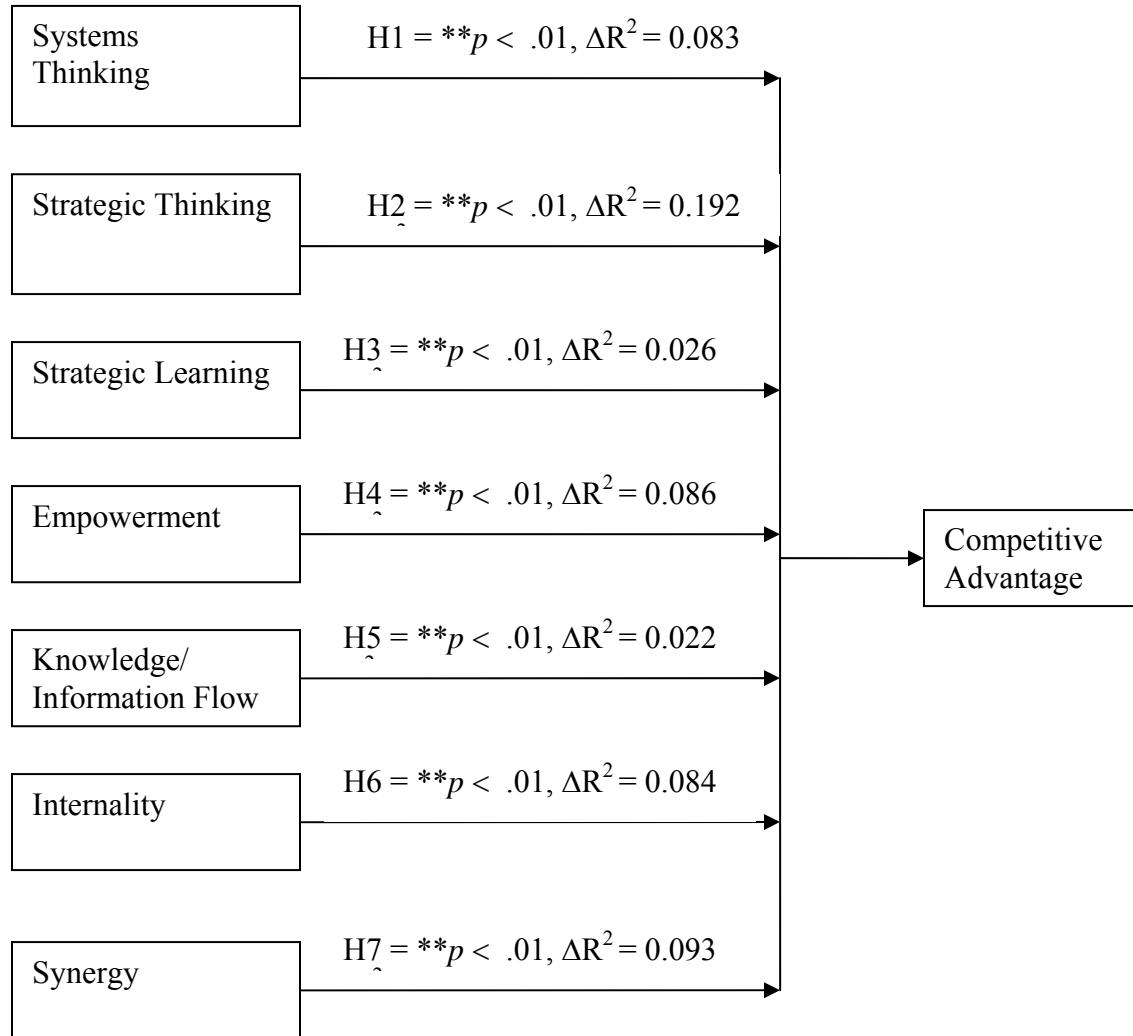 Systems
Thinking
H1 = **p < .01, ΔR² = 0.083
Strategic Thinking
H2 = **p < .01, ΔR² = 0.192
Strategic Learning
H3 = **p < .01, ΔR² = 0.026
Empowerment
H4 = **p < .01, ΔR² = 0.086
Competitive
Advantage
Knowledge/
Information Flow
H5 = **p < .01, ΔR² = 0.022
Internality
H6 = **p < .01, ΔR² = 0.084
Synergy
H7 = **p < .01, ΔR² = 0.093